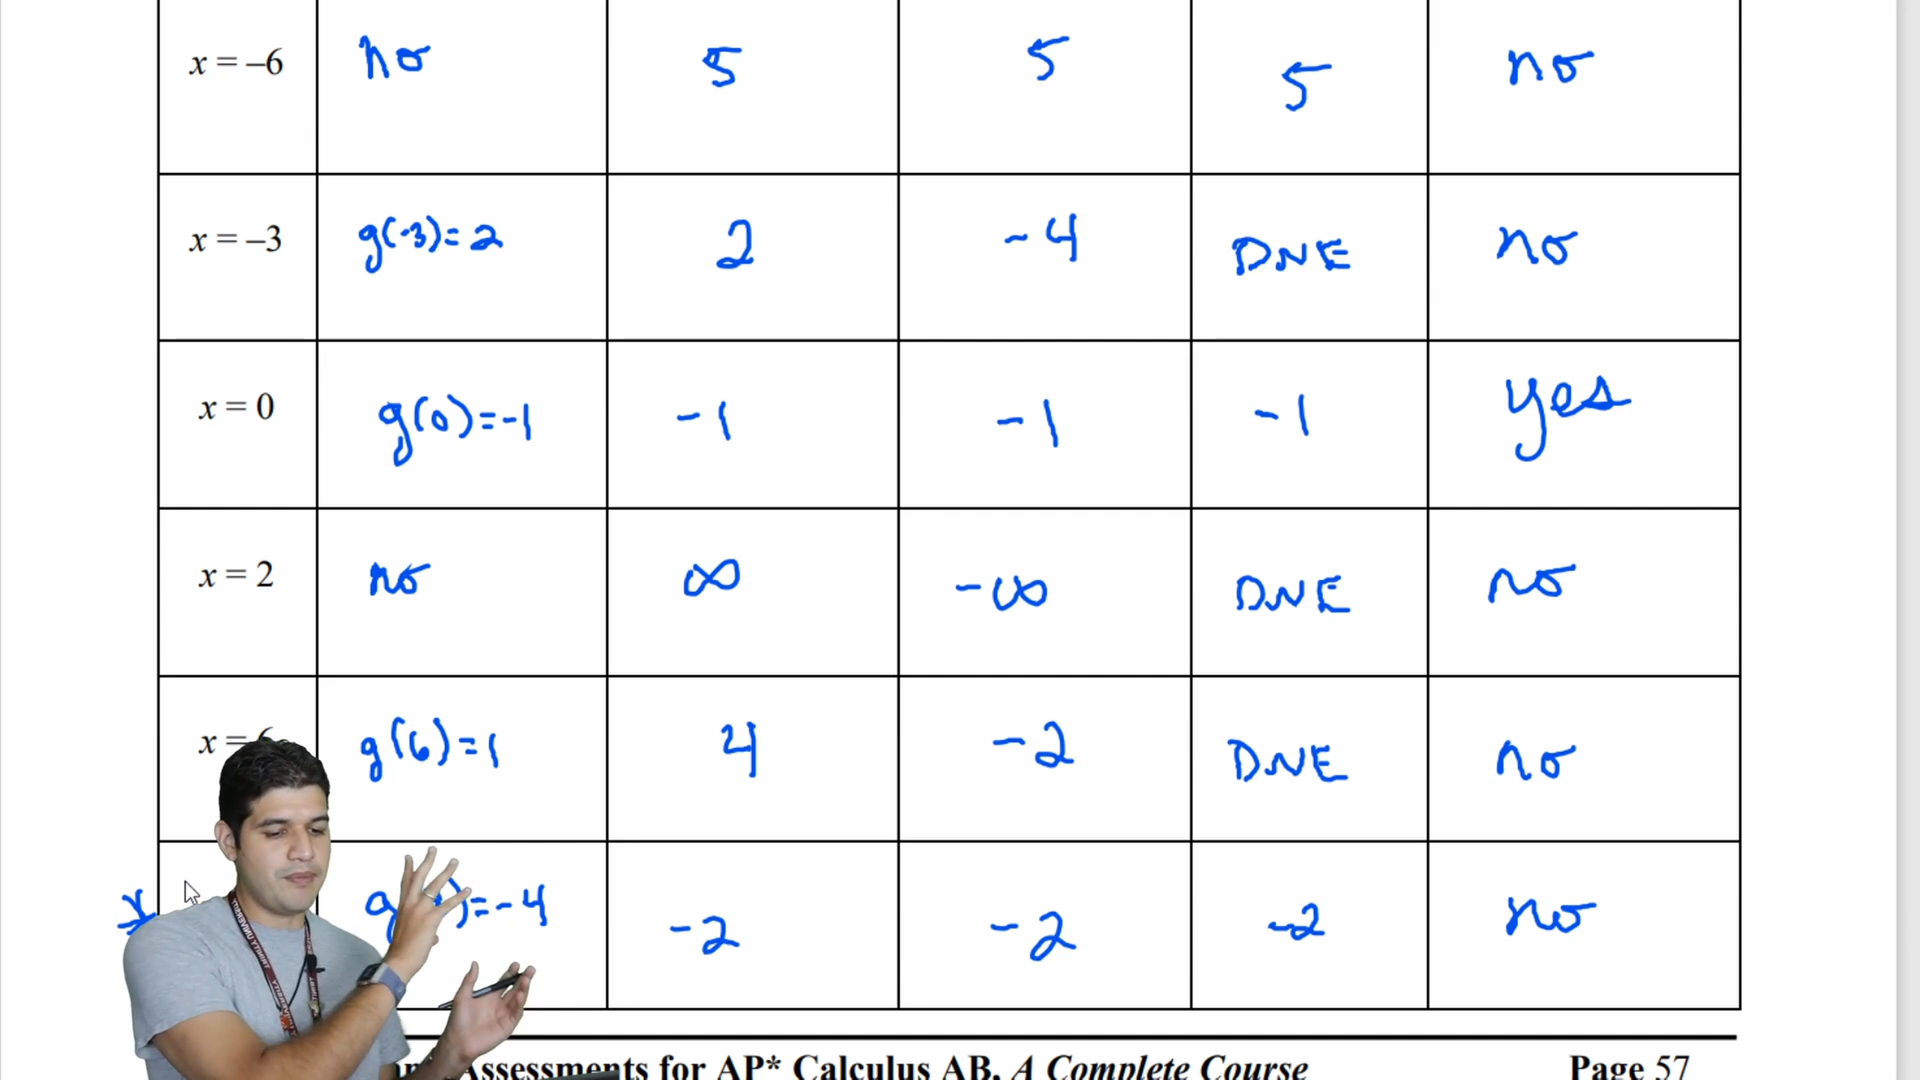 x = –6 no 5 5 5 no
x = –3 g(-3)=2 2 -4 DNE no
x = 0 g(0)=-1 -1 -1 -1 yes
x = 2 no ∞ -∞ DNE no
x = g(6)=1 4 -2 DNE no
=-4 -2 -2 -2 no
Assessments for AP* Calculus AB, A Complete Course Page 57